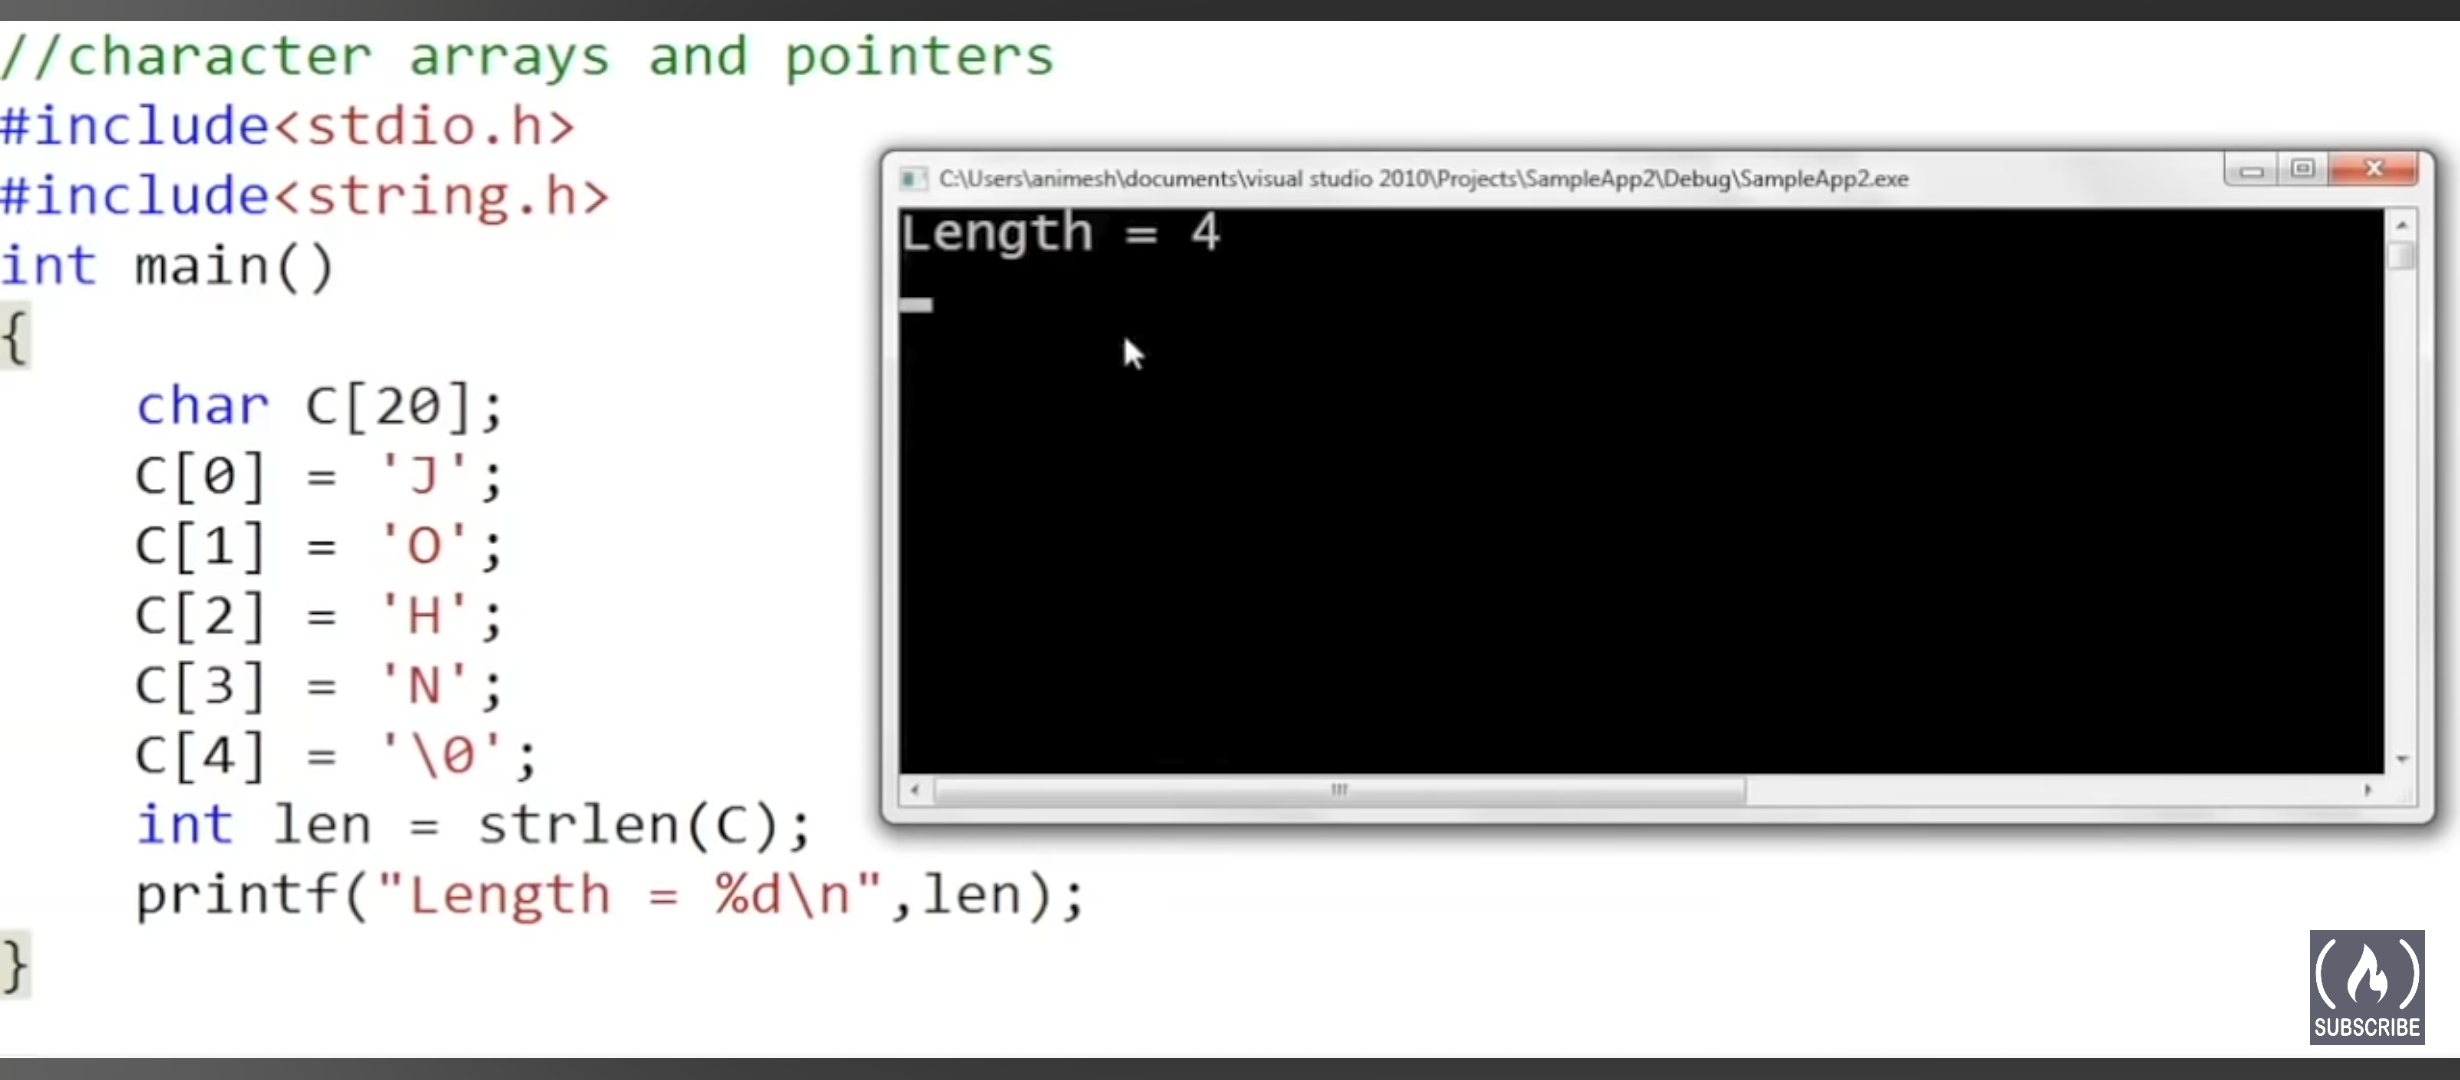 //character arrays and pointers
#include<stdio.h>
#include<string.h>
int main()
{
char C[20];
C[0] = 'J';
C[1] = 'O';
C[2] = 'H';
C[3] = 'N';
C[4] = '\0';
int len = strlen(C);
printf("Length = %d\n",len);
}
C:\Users\animesh\documents\visual studio 2010\Projects\SampleApp2\Debug\SampleApp2.exe
Length = 4
SUBSCRIBE